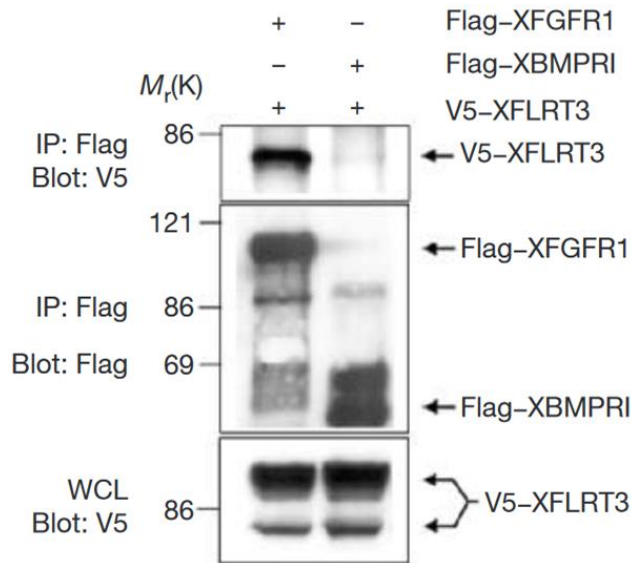 + – Flag–XFGFR1
– + Flag–XBMPRI
Mr(K) + + V5–XFLRT3
IP: Flag 86
Blot: V5 V5–XFLRT3
121
Flag–XFGFR1
IP: Flag 86
Blot: Flag 69
Flag–XBMPRI
WCL V5–XFLRT3
Blot: V5 86